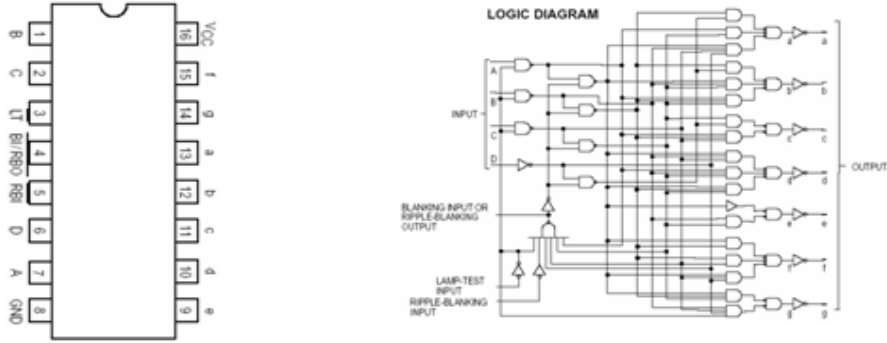 B 1
C 2
LT 3
BI/RBO 4
RBI 5
D 6
A 7
GND 8
16 VCC
15 f
14 g
13 a
12 b
11 c
10 d
9 e
LOGIC DIAGRAM
INPUT
A
B
C
D
BLANKING INPUT OR
RIPPLE-BLANKING
OUTPUT
LAMP-TEST
INPUT
RIPPLE-BLANKING
INPUT
a a
b b
c c
d d
e e
f f
g g
OUTPUT